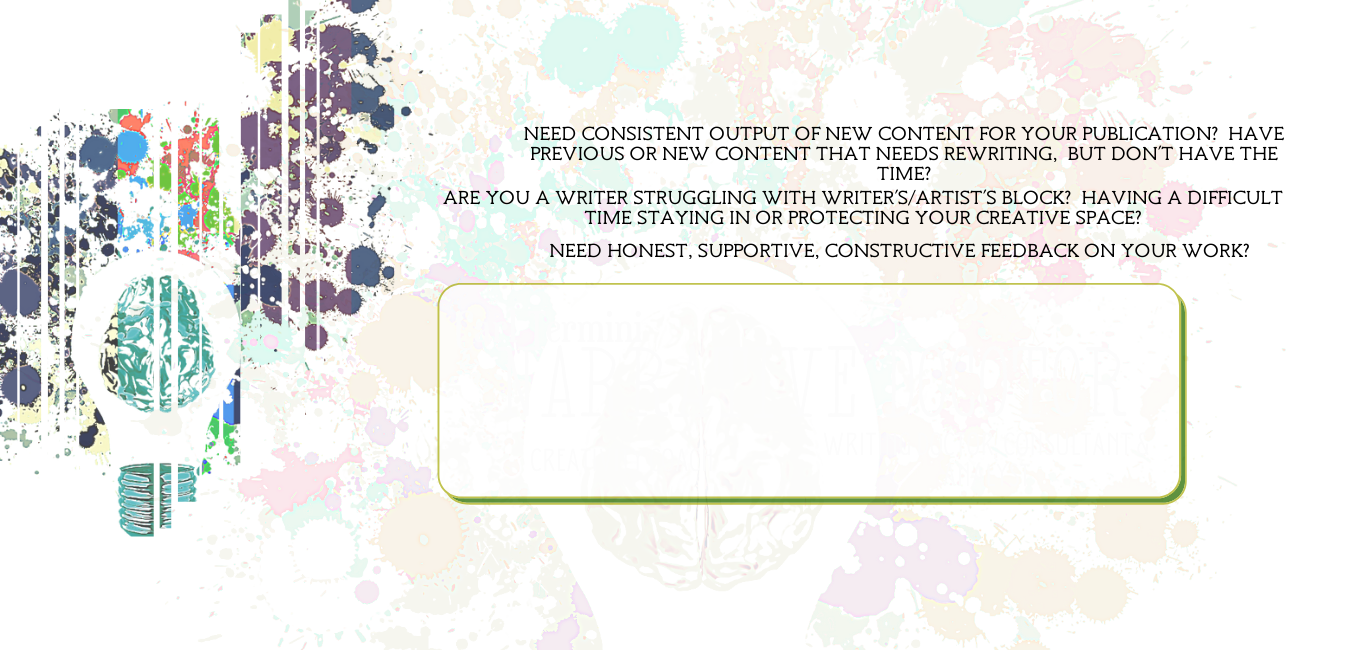 NEED CONSISTENT OUTPUT OF NEW CONTENT FOR YOUR PUBLICATION?  HAVE
PREVIOUS OR NEW CONTENT THAT NEEDS REWRITING,  BUT DON'T HAVE THE
TIME?
ARE YOU A WRITER STRUGGLING WITH WRITER'S/ARTIST'S BLOCK?  HAVING A DIFFICULT
TIME STAYING IN OR PROTECTING YOUR CREATIVE SPACE?
NEED HONEST, SUPPORTIVE, CONSTRUCTIVE FEEDBACK ON YOUR WORK?